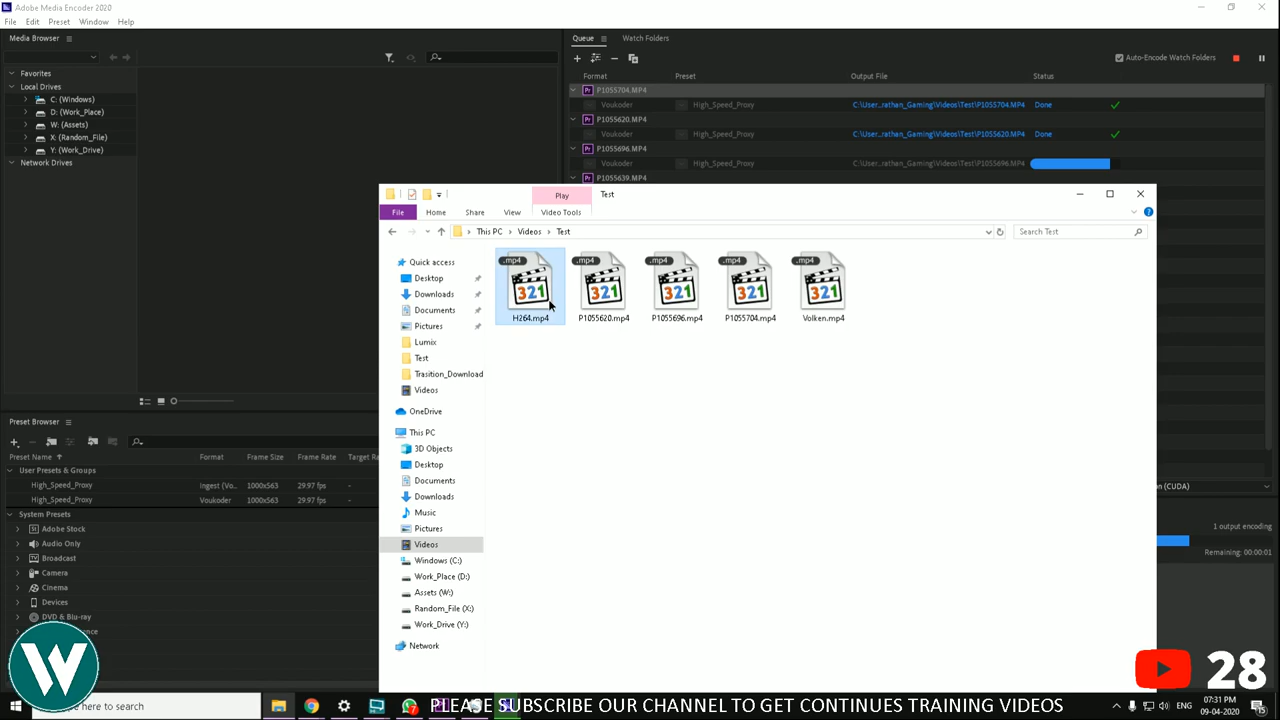 Adobe Media Encoder 2020
File Edit Preset Window Help
Media Browser
Favorites
Local Drives
C: (Windows)
D: (Work_Place)
W: (Assets)
X: (Random_File)
Y: (Work_Drive)
Network Drives
Queue Watch Folders
Auto-Encode Watch Folders
Format Preset Output File Status
P1055704.MP4
Voukoder High_Speed_Proxy C:\User...rathan_Gaming\Videos\Test\P1055704.MP4 Done
P1055620.MP4
Voukoder High_Speed_Proxy C:\User...rathan_Gaming\Videos\Test\P1055620.MP4 Done
P1055696.MP4
Voukoder High_Speed_Proxy C:\User...rathan_Gaming\Videos\Test\P1055696.MP4
P1055639.MP4
Play Test
File Home Share View Video Tools
This PC > Videos > Test
Search Test
Quick access
Desktop
Downloads
Documents
Pictures
Lumix
Test
Trasition_Download
Videos
OneDrive
This PC
3D Objects
Desktop
Documents
Downloads
Music
Pictures
Videos
Windows (C:)
Work_Place (D:)
Assets (W:)
Random_File (X:)
Work_Drive (Y:)
Network
.mp4 .mp4 .mp4 .mp4 .mp4
321 321 321 321 321
H264.mp4 P1055620.mp4 P1055696.mp4 P1055704.mp4 Volken.mp4
Preset Browser
Preset Name Format Frame Size Frame Rate Target Ra
User Presets & Groups
High_Speed_Proxy Ingest (Vo... 1000x563 29.97 fps -
High_Speed_Proxy Voukoder 1000x563 29.97 fps -
System Presets
Adobe Stock
Audio Only
Broadcast
Camera
Cinema
Devices
DVD & Blu-ray
(CUDA)
1 output encoding
Remaining: 00:00:01
W
28
here to search
PLEASE SUBSCRIBE OUR CHANNEL TO GET CONTINUES TRAINING VIDEOS
07:31 PM
09-04-2020